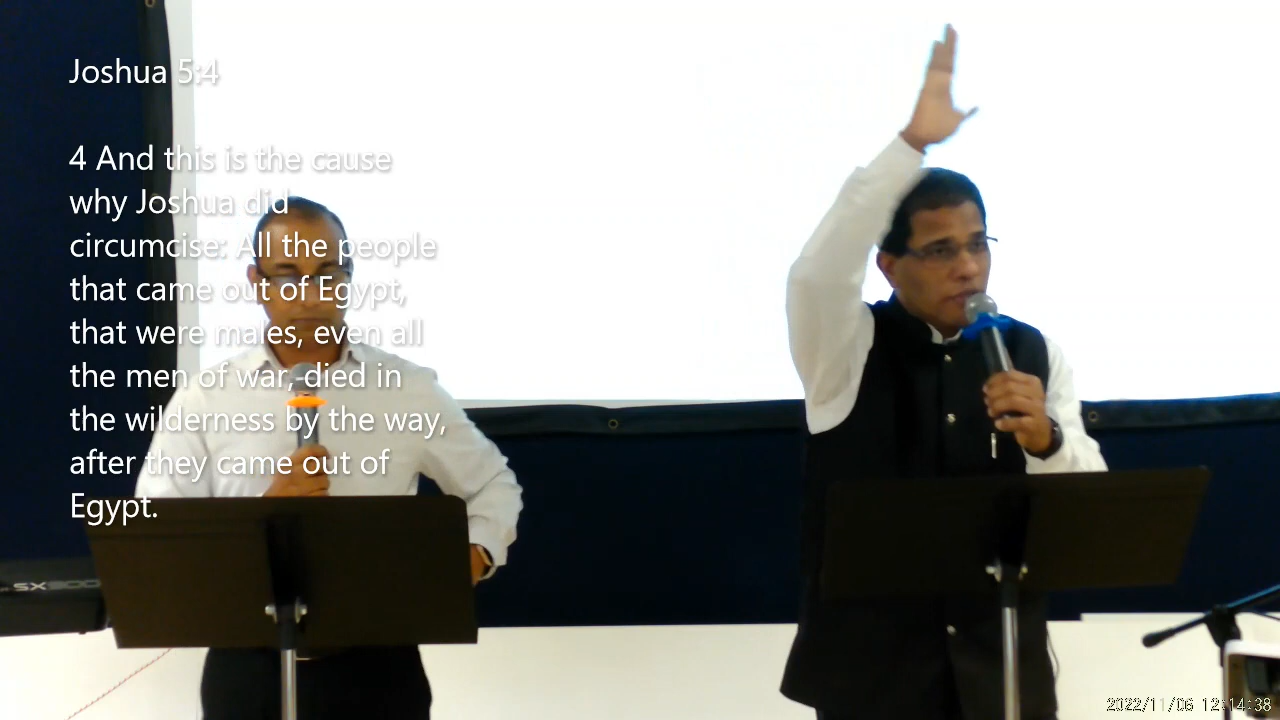 Joshua 5:4
4 And this is the cause
why Joshua did
circumcise: All the people
that came out of Egypt,
that were males, even all
the men of war, died in
the wilderness by the way,
after they came out of
Egypt.
SX
2022/11/06 12:14:38